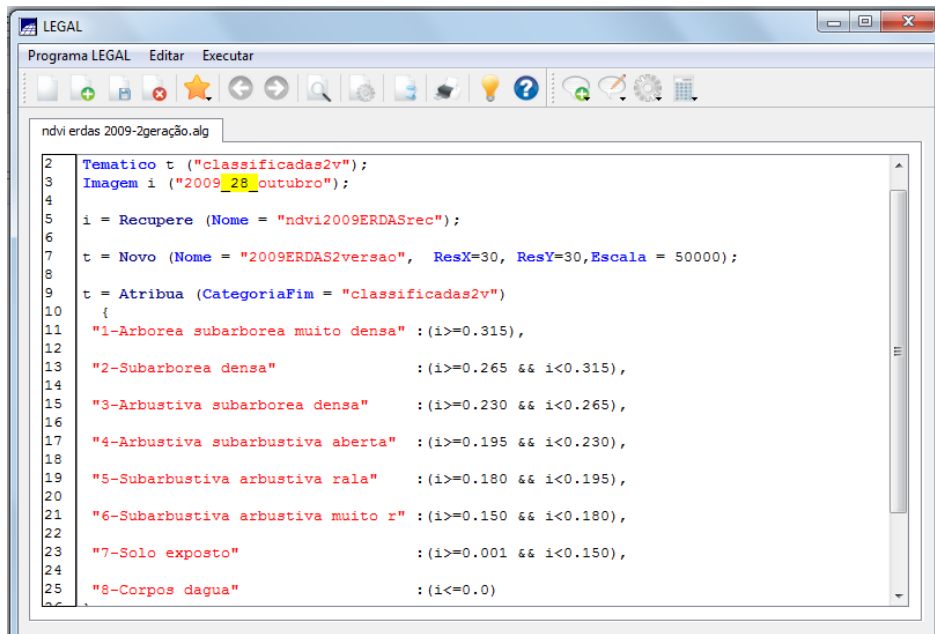 LEGAL
Programa LEGAL Editar Executar
ndvi erdas 2009-2geração.alg
2 Tematico t ("classificadas2v");
3 Imagem i ("2009_28_outubro");
4
5 i = Recupere (Nome = "ndvi2009ERDASrec");
6
7 t = Novo (Nome = "2009ERDAS2versao", ResX=30, ResY=30,Escala = 50000);
8
9 t = Atribua (CategoriaFim = "classificadas2v")
10 {
11 "1-Arborea subarborea muito densa" :(i>=0.315),
12
13 "2-Subarborea densa" :(i>=0.265 && i<0.315),
14
15 "3-Arbustiva subarborea densa" :(i>=0.230 && i<0.265),
16
17 "4-Arbustiva subarbustiva aberta" :(i>=0.195 && i<0.230),
18
19 "5-Subarbustiva arbustiva rala" :(i>=0.180 && i<0.195),
20
21 "6-Subarbustiva arbustiva muito r" :(i>=0.150 && i<0.180),
22
23 "7-Solo exposto" :(i>=0.001 && i<0.150),
24
25 "8-Corpos dagua" :(i<=0.0)